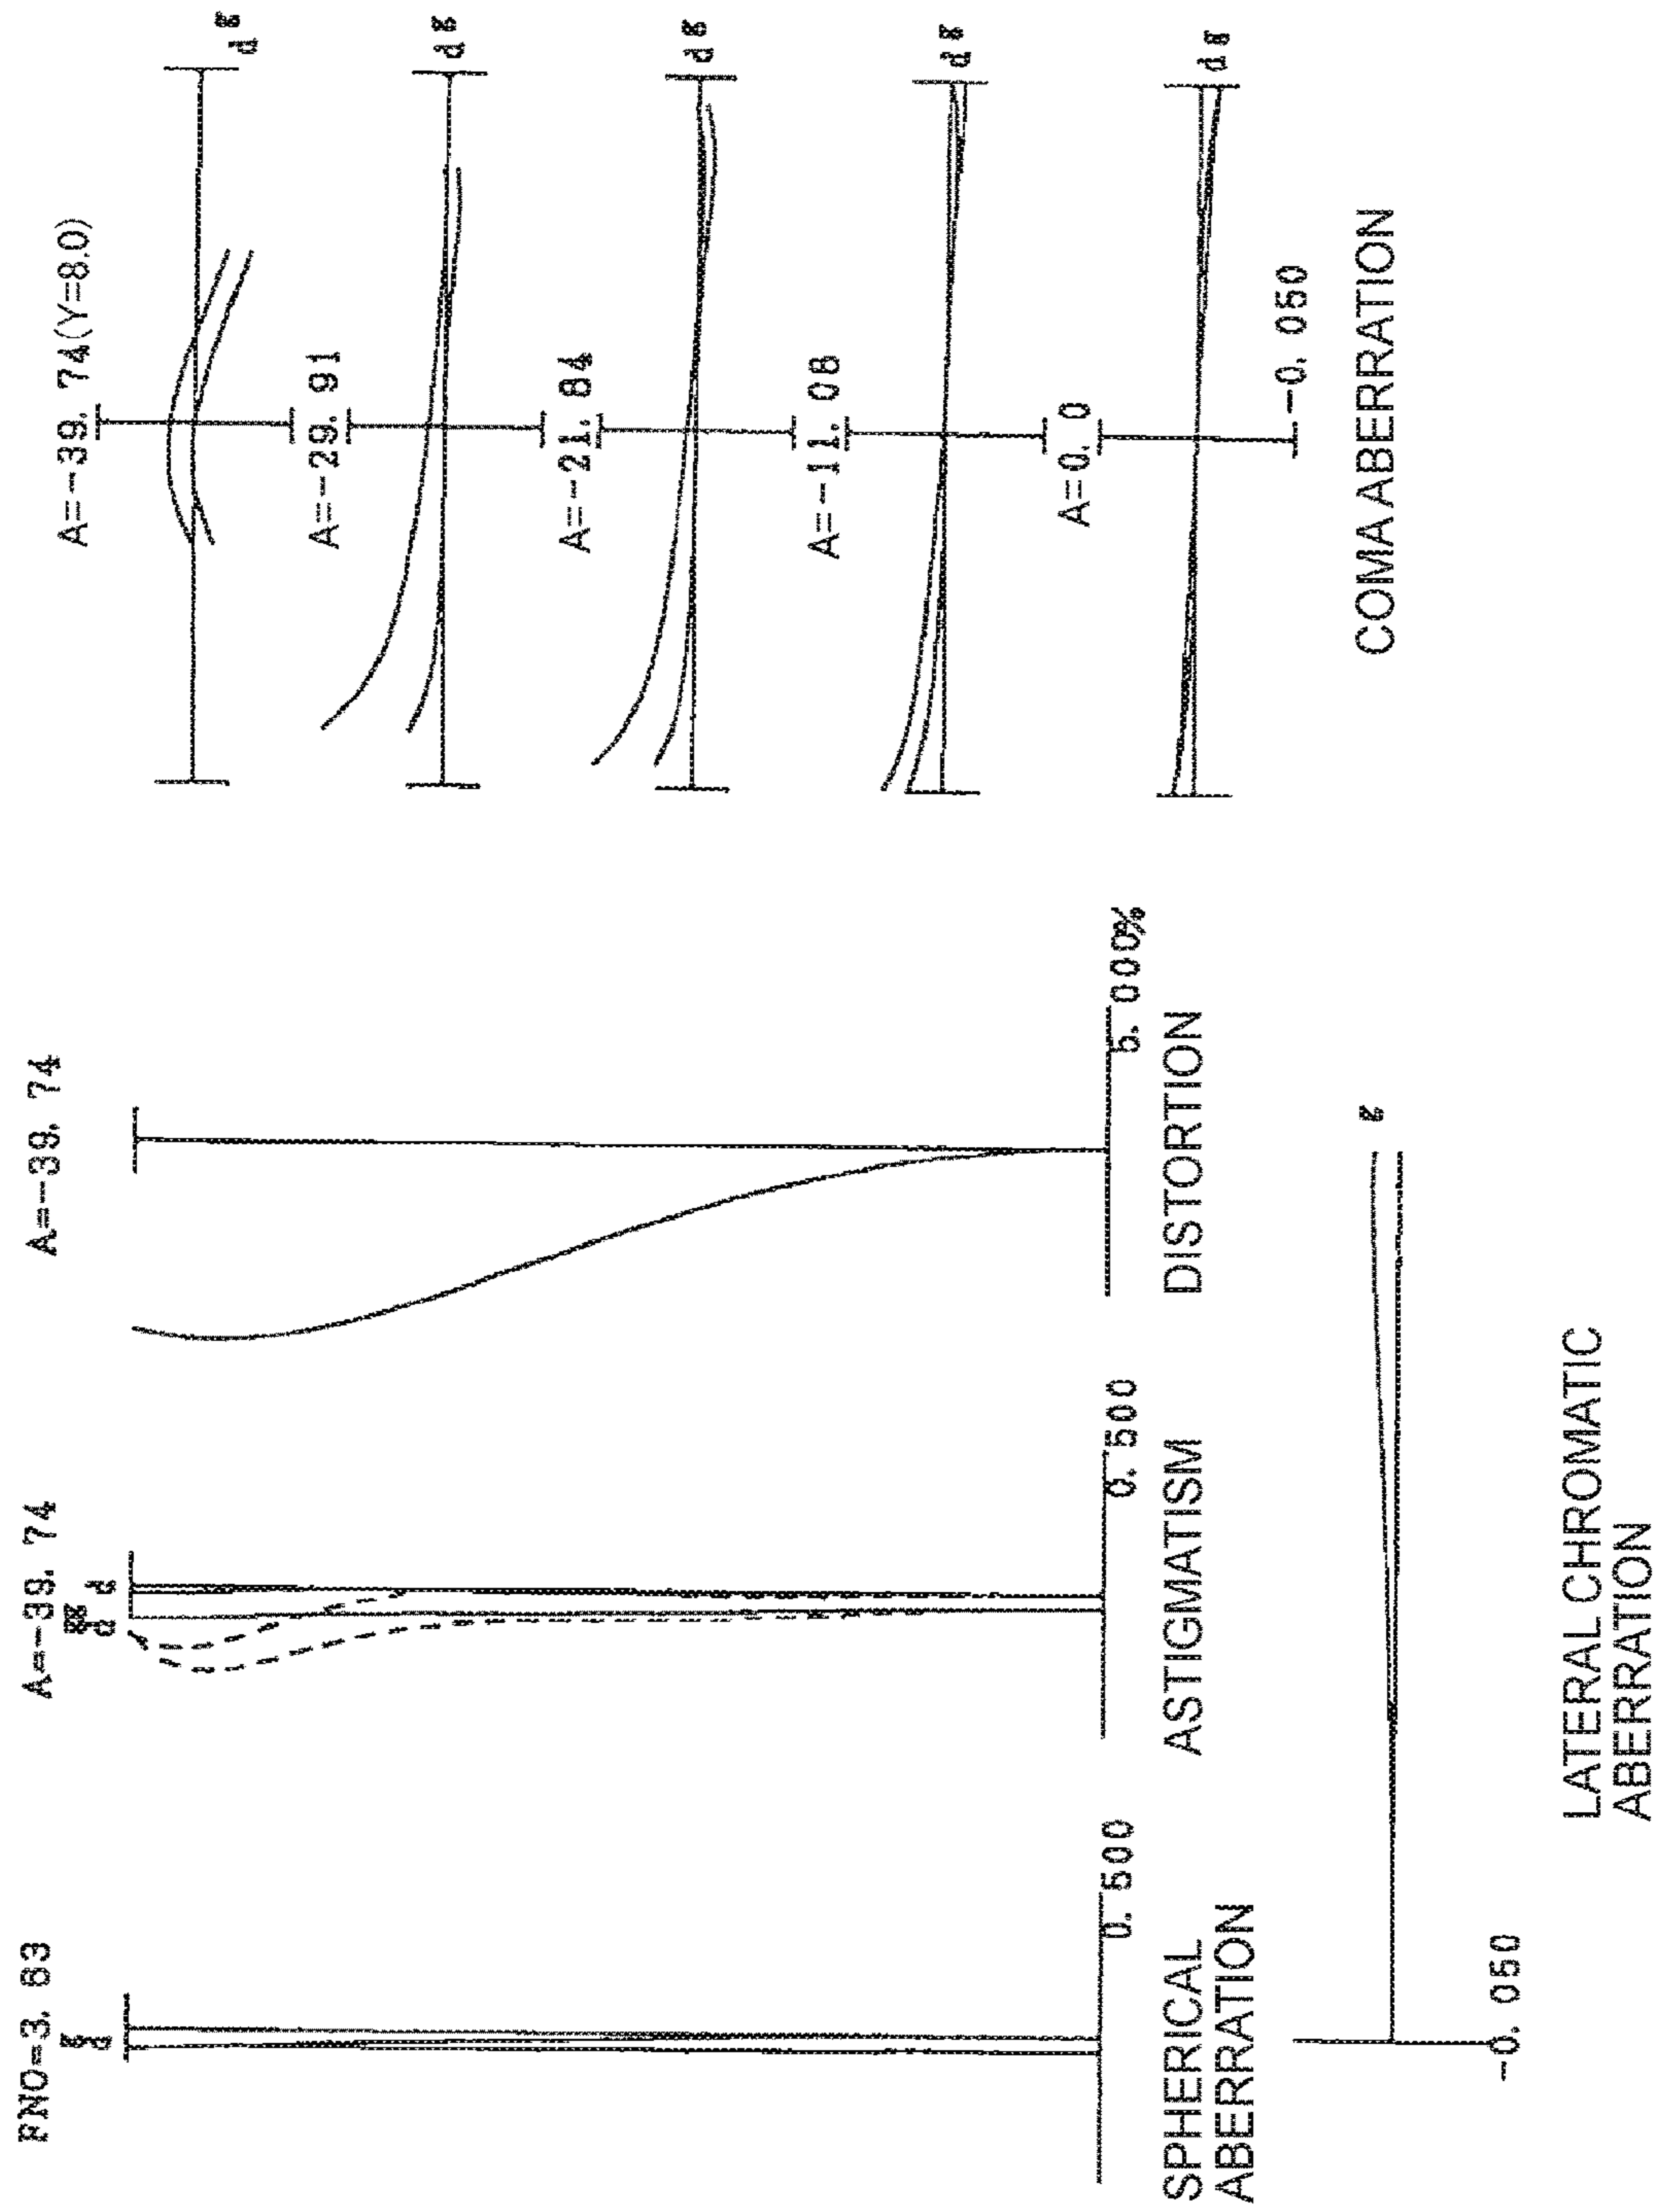 FNO=3. 83
g
d
0. 500
SPHERICAL
ABERRATION
A=-39. 74
g
d
d
0. 500
ASTIGMATISM
A=-39. 74
5. 000%
DISTORTION
A=-39. 74(Y=8.0)
g
d
A=-29. 91
g
d
A=-21. 84
g
d
A=-11. 08
g
d
A=0. 0
g
d
-0. 050
COMA ABERRATION
-0. 050
LATERAL CHROMATIC
ABERRATION